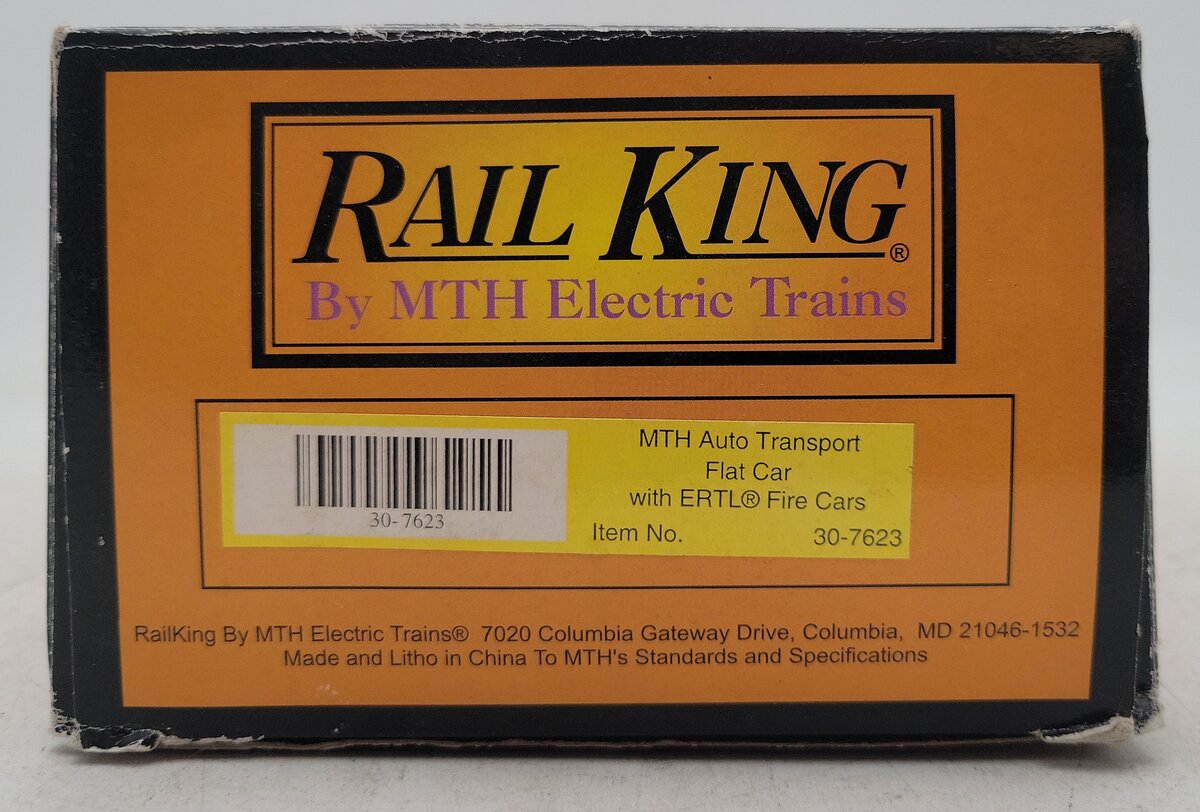 RAIL KING®
By MTH Electric Trains
MTH Auto Transport
Flat Car
with ERTL® Fire Cars
Item No. 30-7623
30-7623
RailKing By MTH Electric Trains® 7020 Columbia Gateway Drive, Columbia, MD 21046-1532
Made and Litho in China To MTH's Standards and Specifications